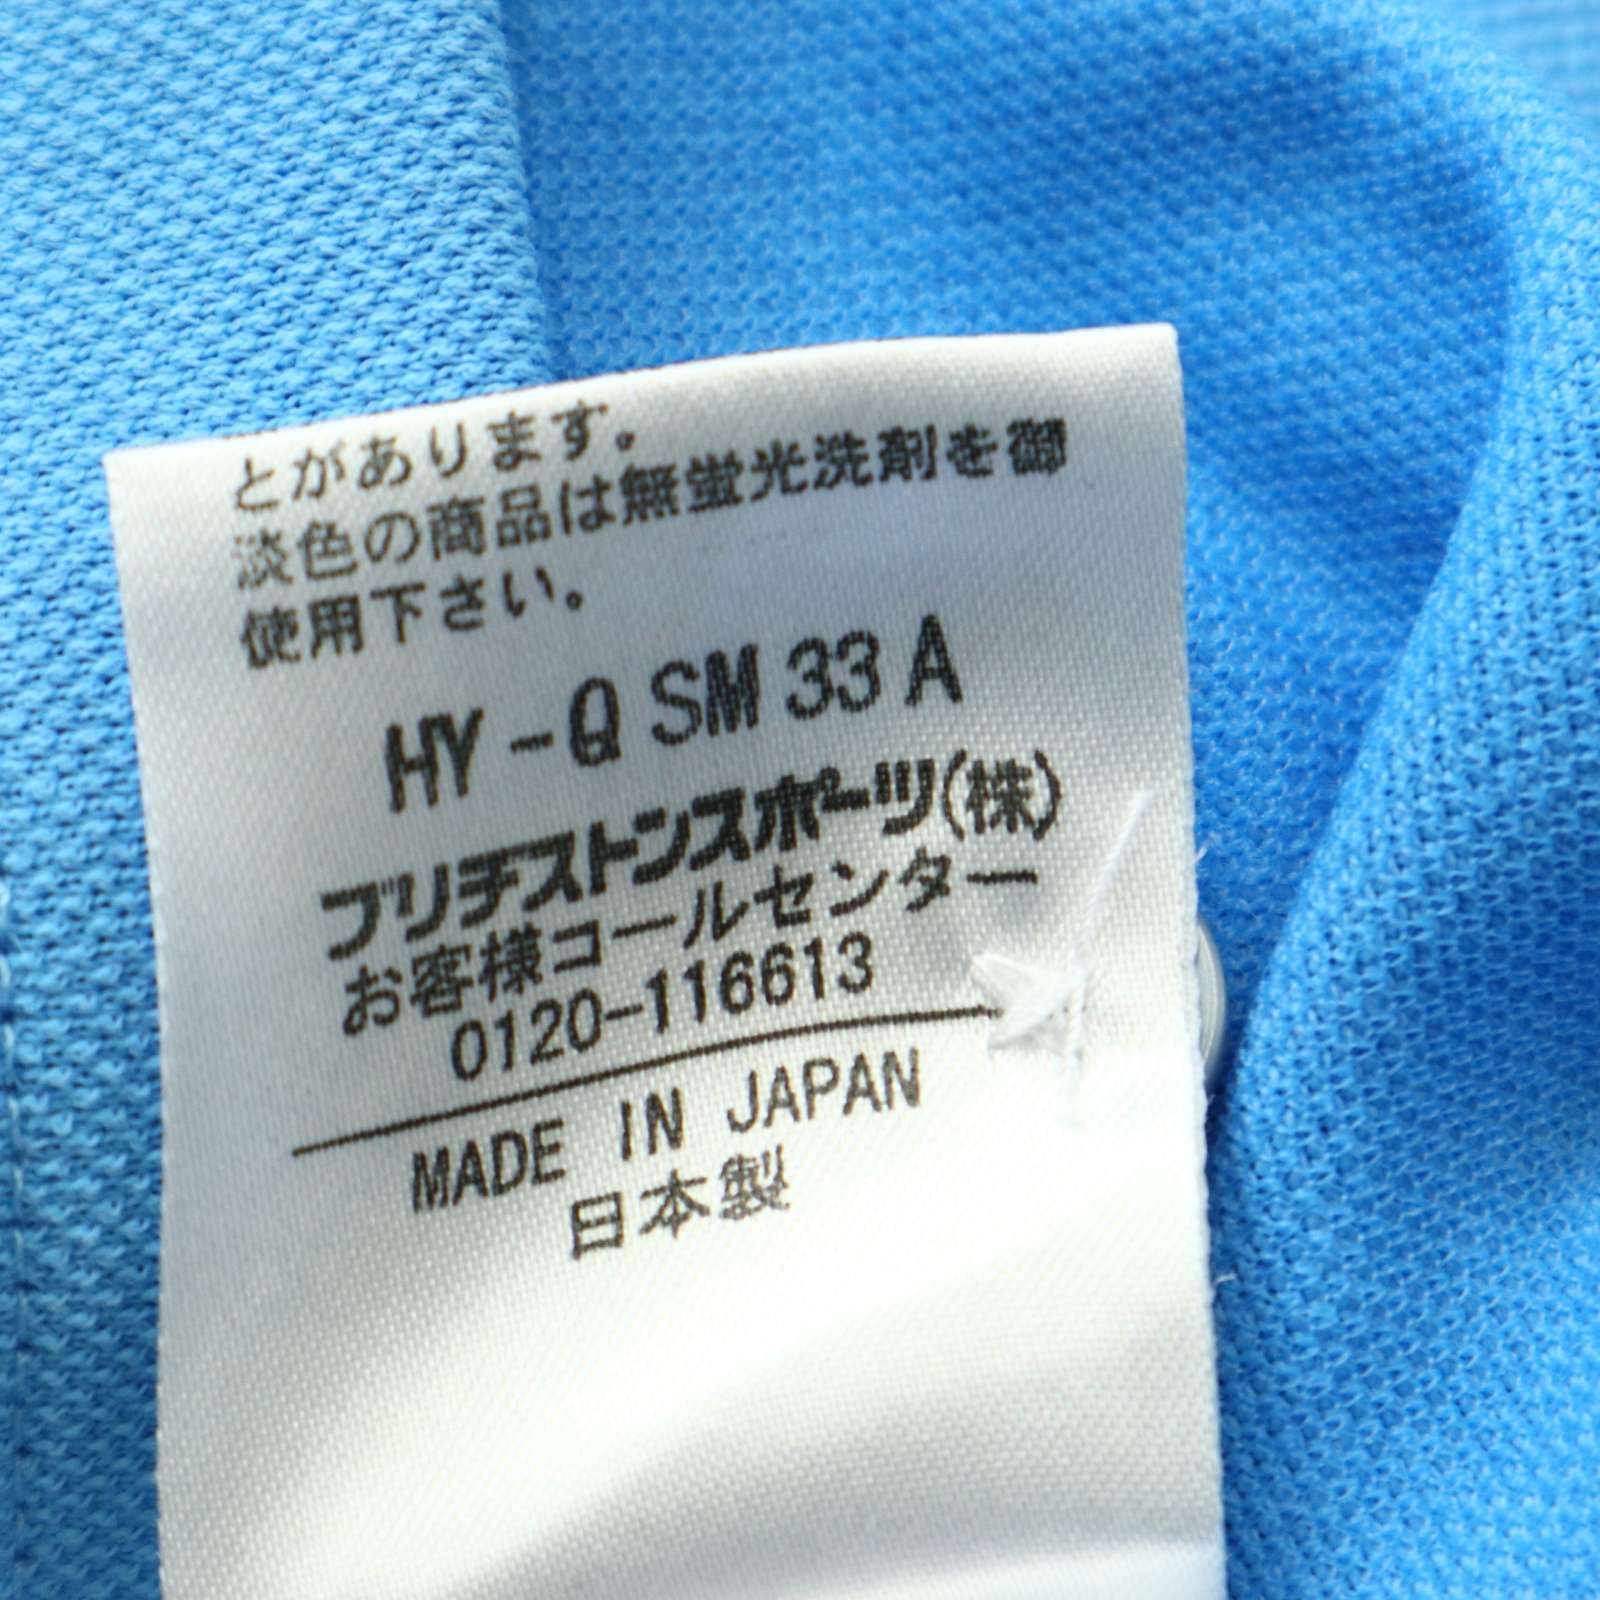 とがあります。
淡色の商品は無蛍光洗剤を御
使用下さい。
HY-Q SM 33 A
ブリヂストンスポーツ(株)
お客様コールセンター
0120-116613
MADE IN JAPAN
日本製